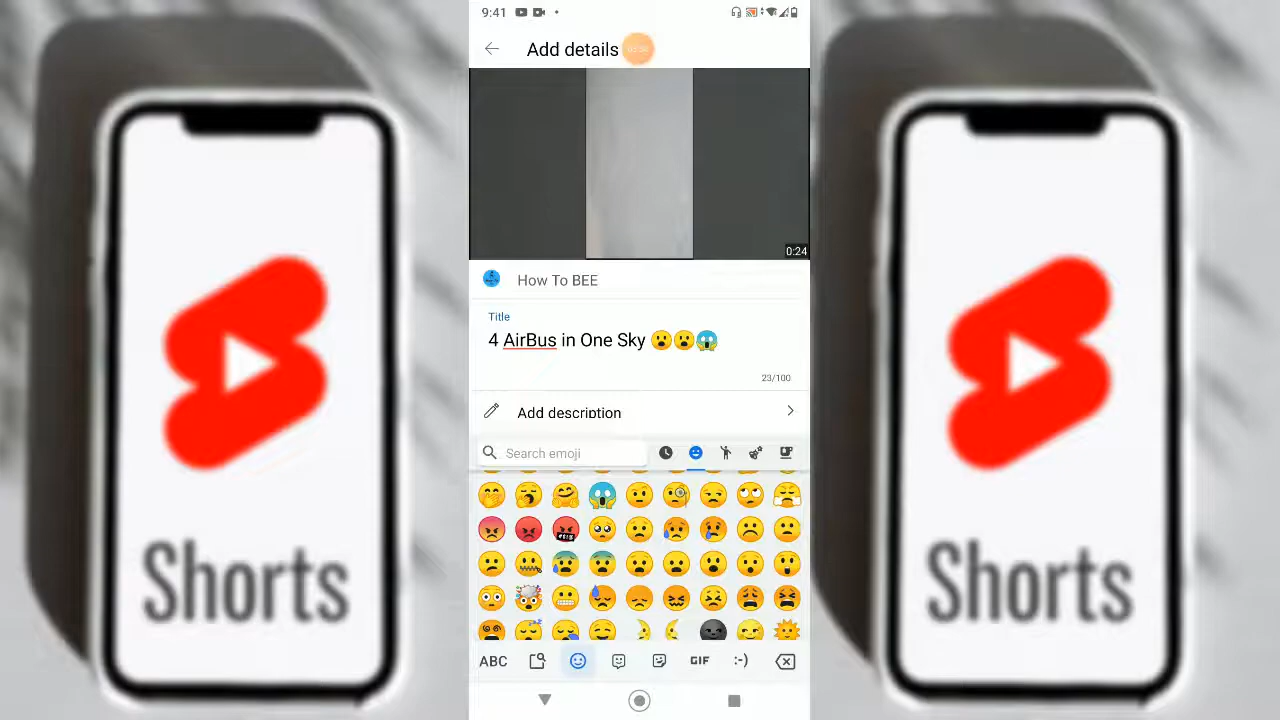 9:41
Add details
0:24
How To BEE
Title
4 AirBus in One Sky 😮😮😱
23/100
Add description
Search emoji
ABC
GIF
:-)
Shorts
Shorts